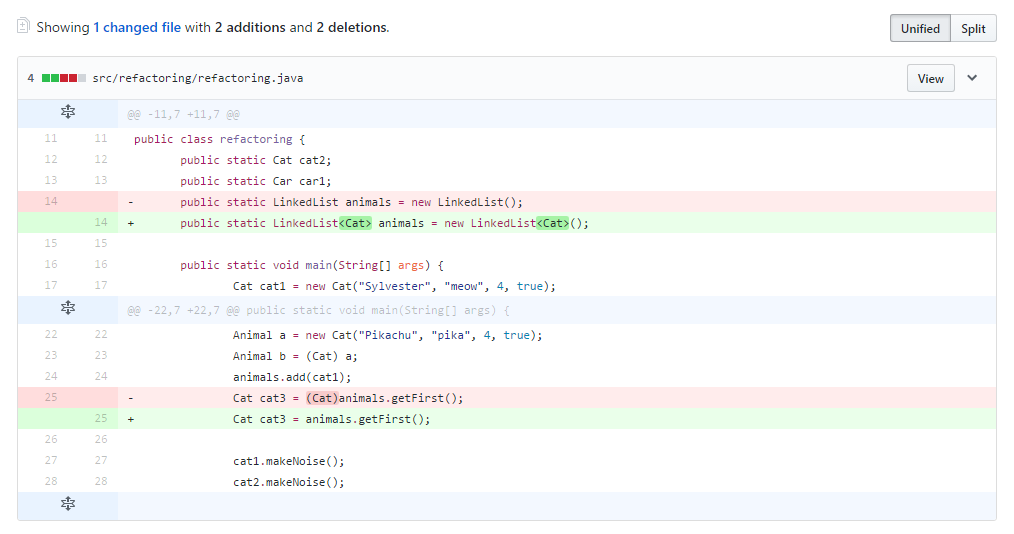 Showing 1 changed file with 2 additions and 2 deletions.
Unified Split
4 src/refactoring/refactoring.java
View
@@ -11,7 +11,7 @@
11 11 public class refactoring {
12 12 public static Cat cat2;
13 13 public static Car car1;
14 - public static LinkedList animals = new LinkedList();
14 + public static LinkedList<Cat> animals = new LinkedList<Cat>();
15 15
16 16 public static void main(String[] args) {
17 17 Cat cat1 = new Cat("Sylvester", "meow", 4, true);
@@ -22,7 +22,7 @@ public static void main(String[] args) {
22 22 Animal a = new Cat("Pikachu", "pika", 4, true);
23 23 Animal b = (Cat) a;
24 24 animals.add(cat1);
25 - Cat cat3 = (Cat)animals.getFirst();
25 + Cat cat3 = animals.getFirst();
26 26
27 27 cat1.makeNoise();
28 28 cat2.makeNoise();